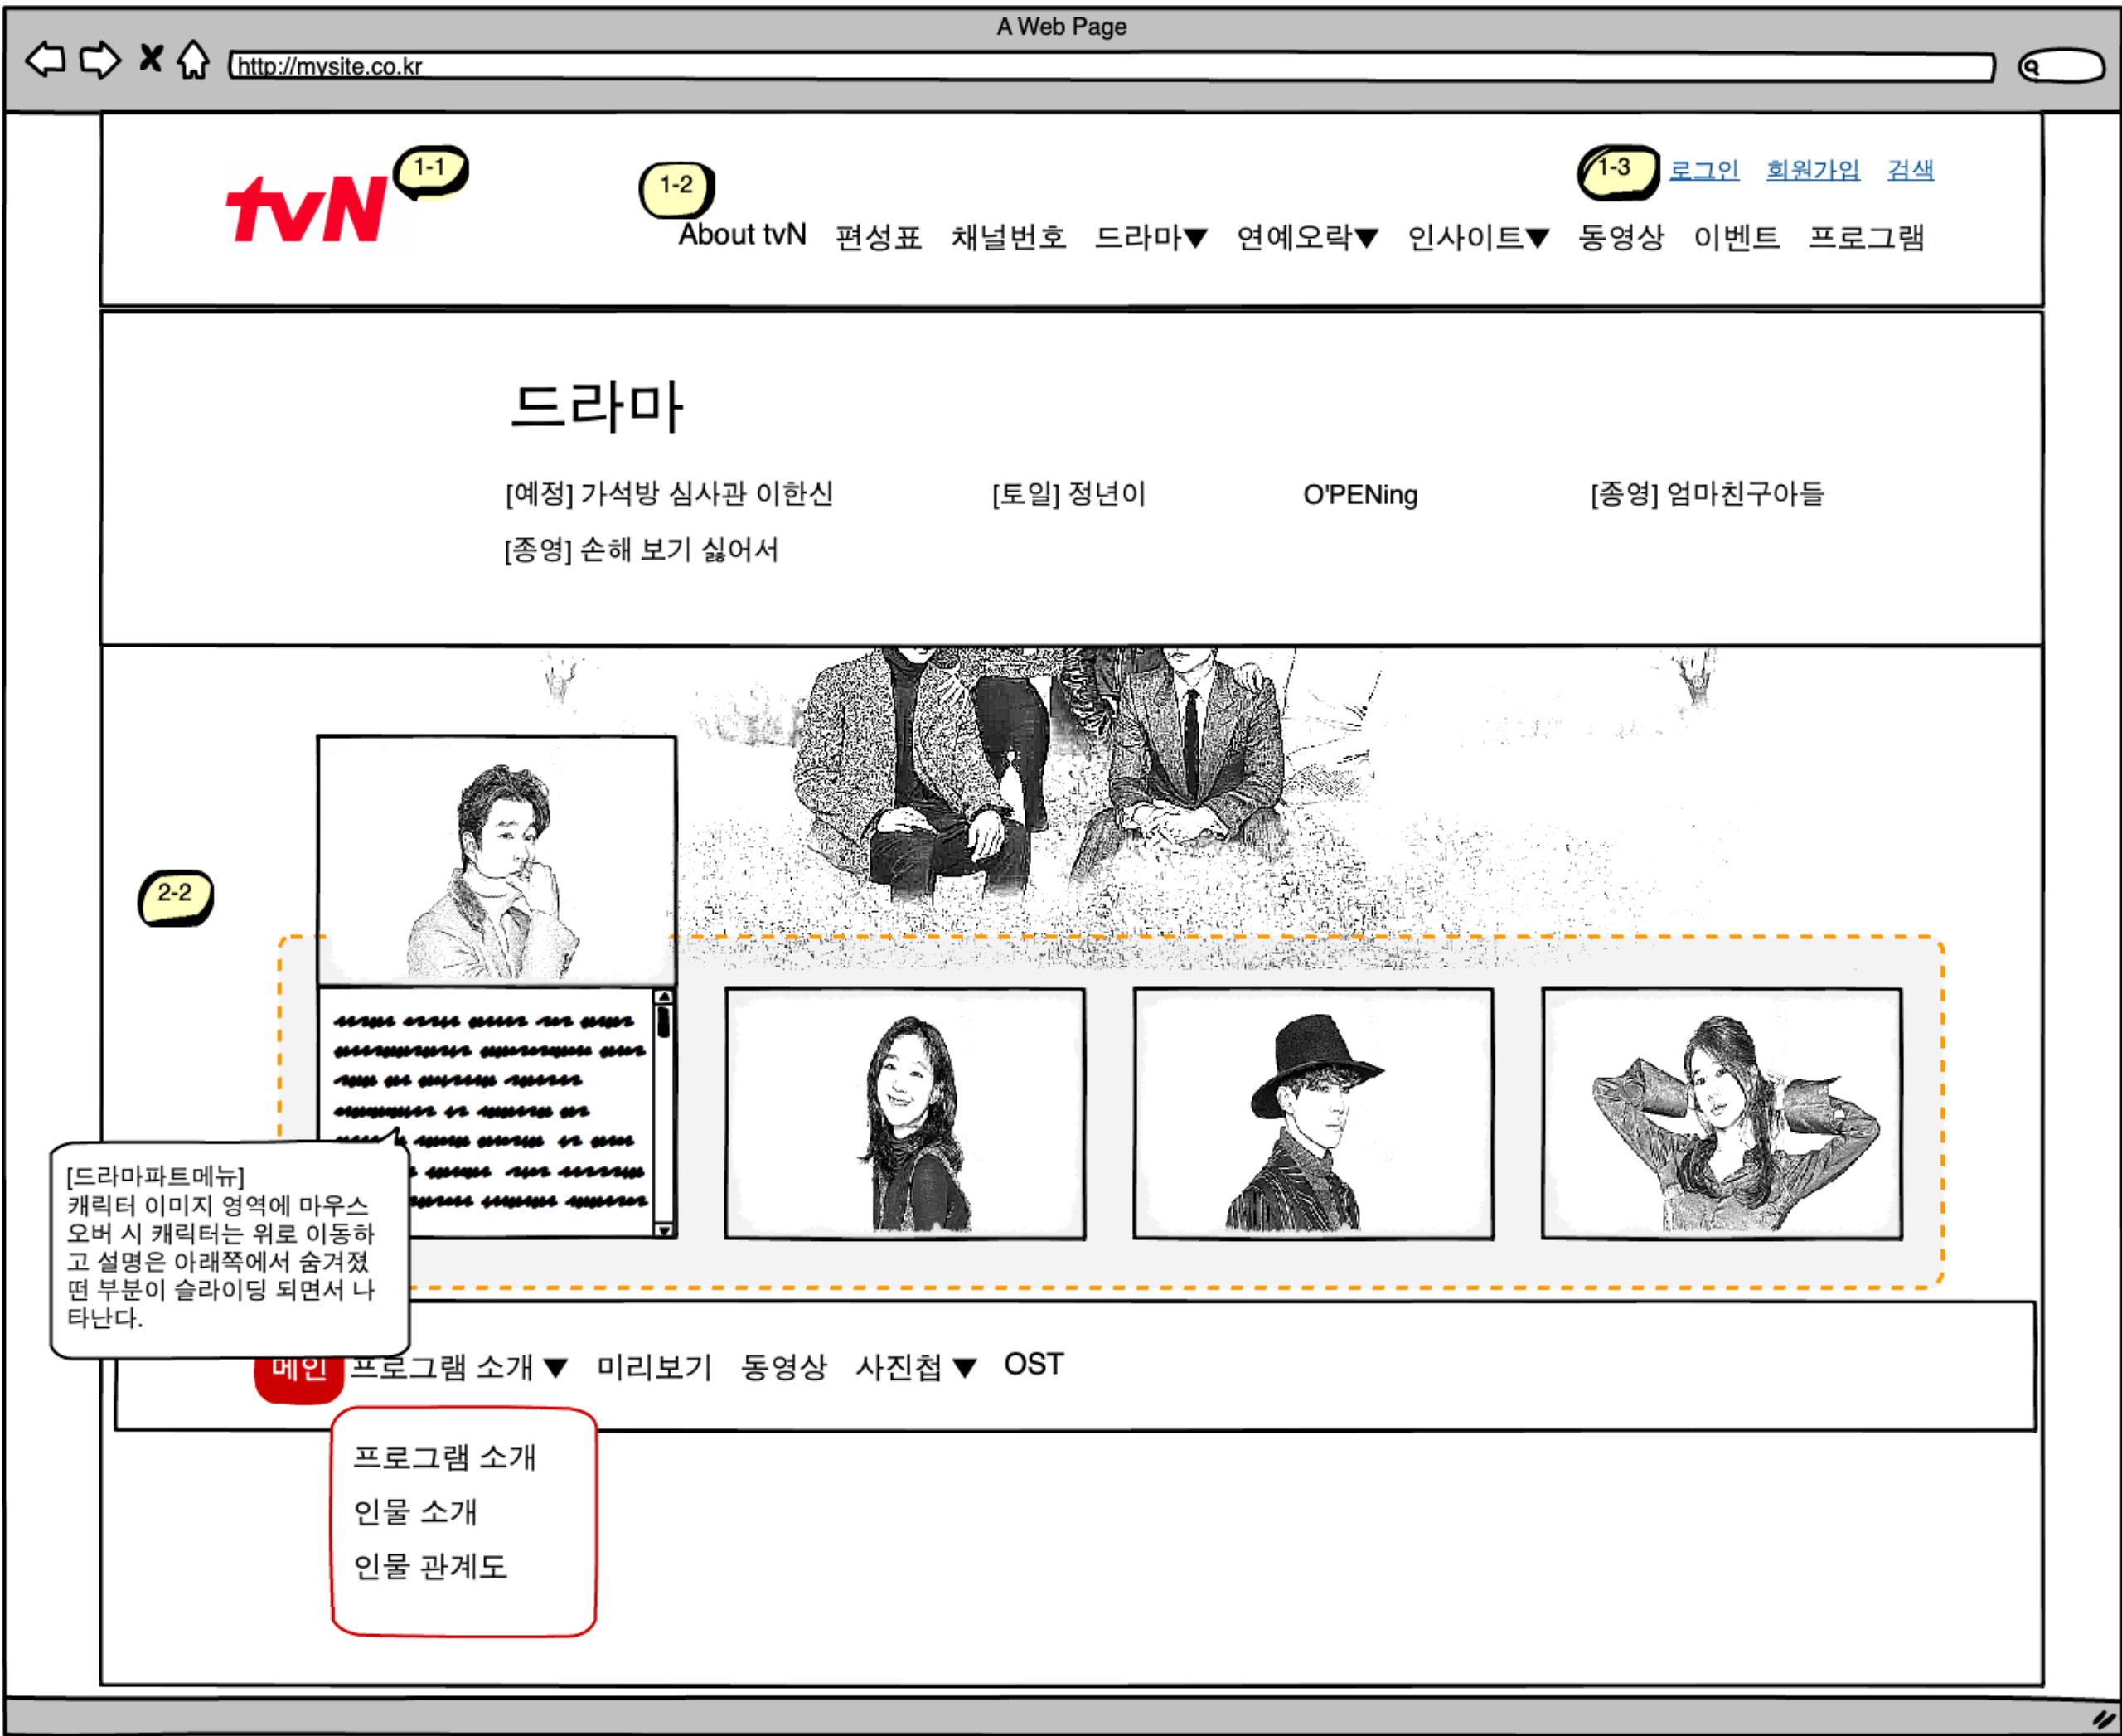 A Web Page
http://mysite.co.kr
tvN
1-1
1-2
1-3
로그인 회원가입 검색
About tvN 편성표 채널번호 드라마▼ 연예오락▼ 인사이트▼ 동영상 이벤트 프로그램
드라마
[예정] 가석방 심사관 이한신 [토일] 정년이 O'PENing [종영] 엄마친구아들
[종영] 손해 보기 싫어서
2-2
[드라마파트메뉴]
캐릭터 이미지 영역에 마우스
오버 시 캐릭터는 위로 이동하
고 설명은 아래쪽에서 숨겨졌
떤 부분이 슬라이딩 되면서 나
타난다.
메인 프로그램 소개 ▼ 미리보기 동영상 사진첩 ▼ OST
프로그램 소개
인물 소개
인물 관계도